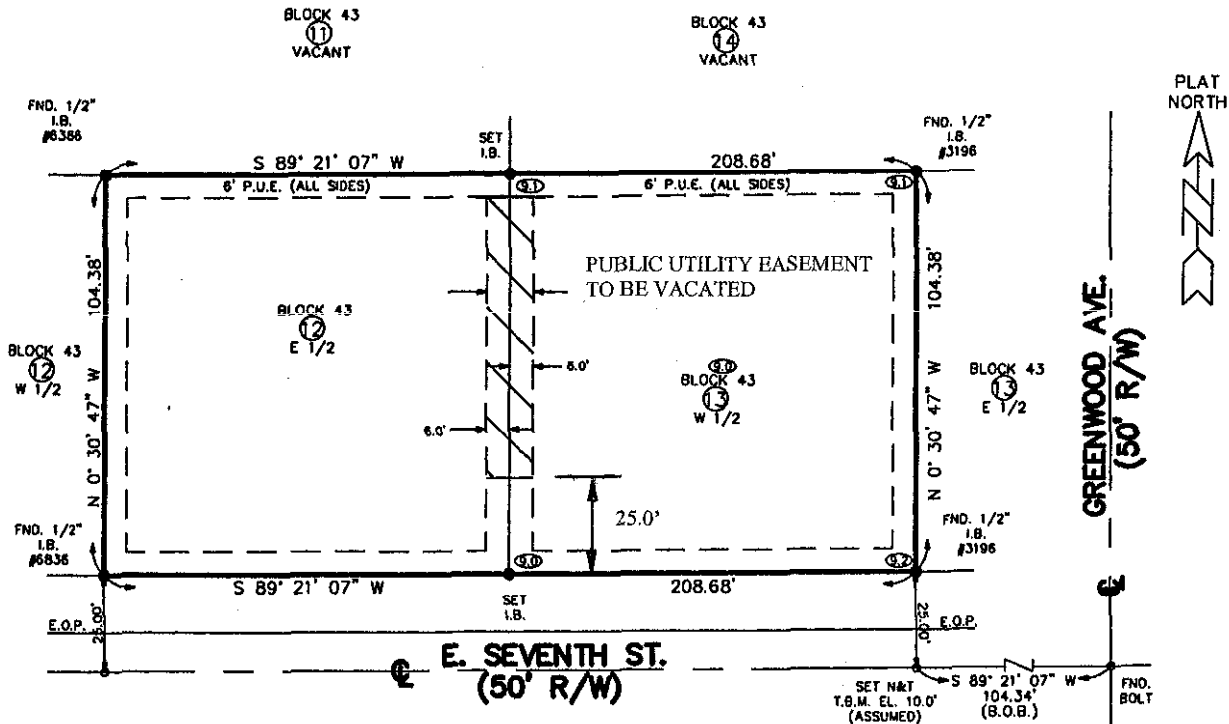 BLOCK 43
11
VACANT
BLOCK 43
14
VACANT
PLAT
NORTH
FND. 1/2"
I.B.
#6386
SET
I.B.
FND. 1/2"
I.B.
#3196
S 89° 21' 07" W
208.68'
6' P.U.E. (ALL SIDES)
9.1
6' P.U.E. (ALL SIDES)
9.1
PUBLIC UTILITY EASEMENT
TO BE VACATED
104.38'
N 0° 30' 47" W
104.38'
N 0° 30' 47" W
BLOCK 43
12
E 1/2
BLOCK 43
12
W 1/2
6.0'
6.0'
9.0
BLOCK 43
13
W 1/2
BLOCK 43
13
E 1/2
GREENWOOD AVE.
(50' R/W)
25.0'
FND. 1/2"
I.B.
#6836
FND. 1/2"
I.B.
#3196
9.0
9.2
S 89° 21' 07" W
208.68'
SET
I.B.
E.O.P.
25.00'
25.00'
E.O.P.
E. SEVENTH ST.
(50' R/W)
SET N&T
T.B.M. EL. 10.0'
(ASSUMED)
S 89° 21' 07" W
104.34'
(B.O.B.)
FND.
BOLT